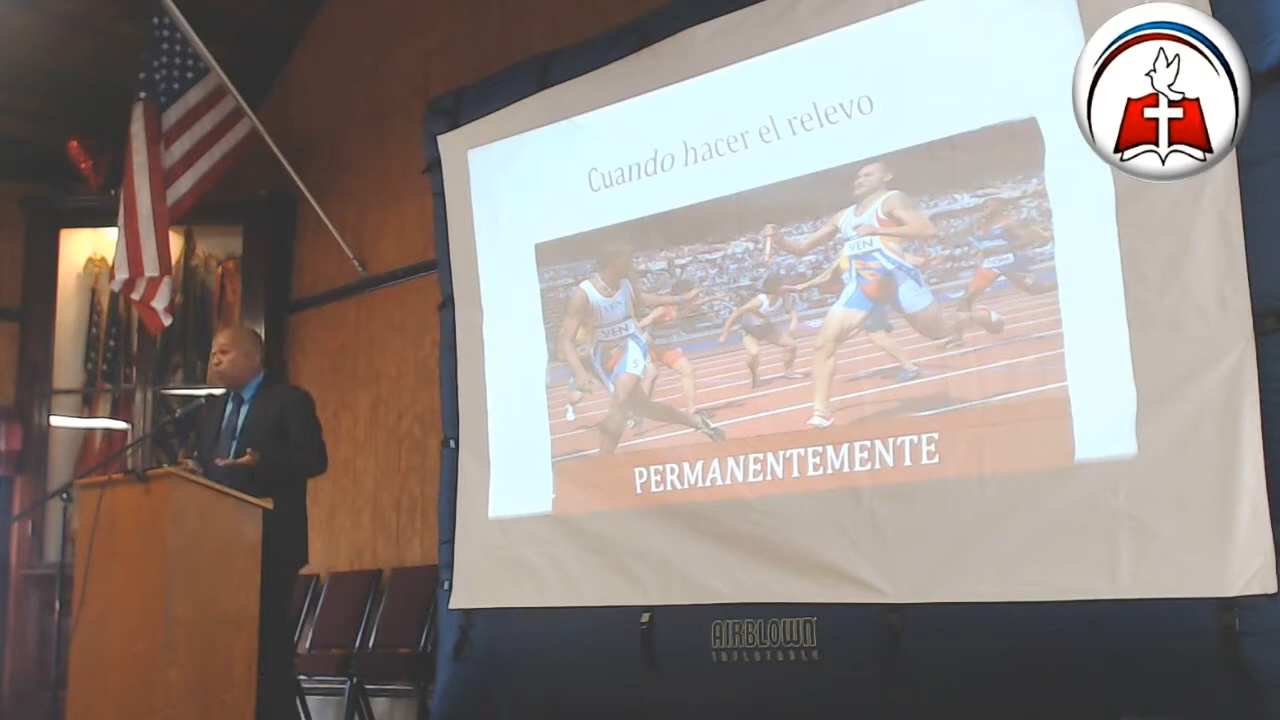 Cuando hacer el relevo
VEN
VEN
PERMANENTEMENTE
AIRBLOWN
INFLATABLE